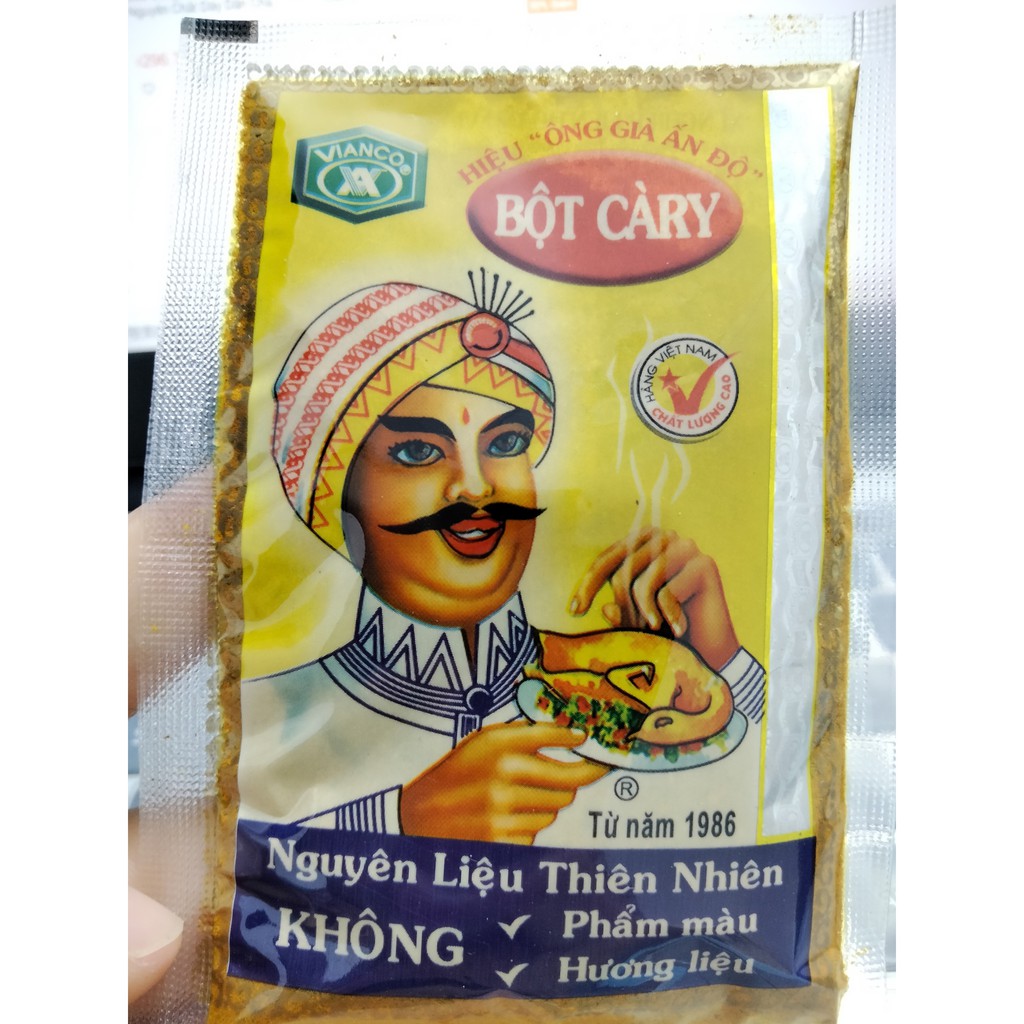 VIANCO
HIỆU "ÔNG GIÀ ẤN ĐỘ"
BỘT CÀRY
HÀNG VIỆT NAM
CHẤT LƯỢNG CAO
®
Từ năm 1986
Nguyên Liệu Thiên Nhiên
KHÔNG ✓ Phẩm màu
✓ Hương liệu